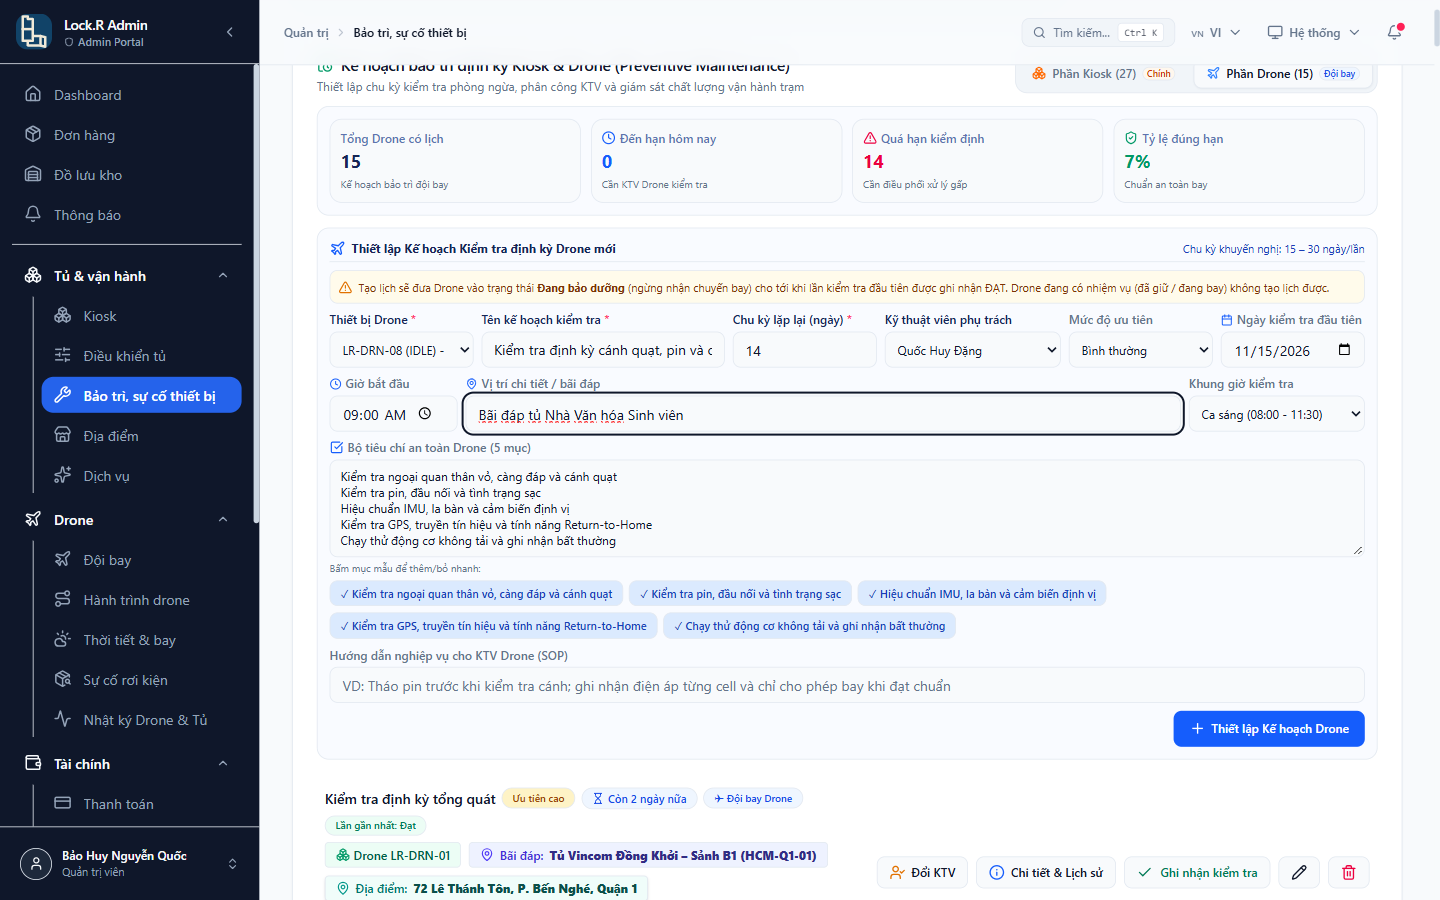 Lock.R Admin
Admin Portal
Dashboard
Đơn hàng
Đồ lưu kho
Thông báo
Tủ & vận hành
Kiosk
Điều khiển tủ
Bảo trì, sự cố thiết bị
Địa điểm
Dịch vụ
Drone
Đội bay
Hành trình drone
Thời tiết & bay
Sự cố rơi kiện
Nhật ký Drone & Tủ
Tài chính
Thanh toán
Bảo Huy Nguyễn Quốc
Quản trị viên
Quản trị > Bảo trì, sự cố thiết bị
Tìm kiếm... Ctrl K
VN VI
Hệ thống
Kế hoạch bảo trì định kỳ Kiosk & Drone (Preventive Maintenance)
Thiết lập chu kỳ kiểm tra phòng ngừa, phân công KTV và giám sát chất lượng vận hành trạm
Phần Kiosk (27) Chính
Phần Drone (15) Đội bay
Tổng Drone có lịch
15
Kế hoạch bảo trì đội bay
Đến hạn hôm nay
0
Cần KTV Drone kiểm tra
Quá hạn kiểm định
14
Cần điều phối xử lý gấp
Tỷ lệ đúng hạn
7%
Chuẩn an toàn bay
Thiết lập Kế hoạch Kiểm tra định kỳ Drone mới
Chu kỳ khuyến nghị: 15 – 30 ngày/lần
Tạo lịch sẽ đưa Drone vào trạng thái Đang bảo dưỡng (ngừng nhận chuyến bay) cho tới khi lần kiểm tra đầu tiên được ghi nhận ĐẠT. Drone đang có nhiệm vụ (đã giữ / đang bay) không tạo lịch được.
Thiết bị Drone *
LR-DRN-08 (IDLE) -
Tên kế hoạch kiểm tra *
Kiểm tra định kỳ cánh quạt, pin và c
Chu kỳ lặp lại (ngày) *
14
Kỹ thuật viên phụ trách
Quốc Huy Đặng
Mức độ ưu tiên
Bình thường
Ngày kiểm tra đầu tiên
11/15/2026
Giờ bắt đầu
09:00 AM
Vị trí chi tiết / bãi đáp
Bãi đáp tủ Nhà Văn hóa Sinh viên
Khung giờ kiểm tra
Ca sáng (08:00 - 11:30)
Bộ tiêu chí an toàn Drone (5 mục)
Kiểm tra ngoại quan thân vỏ, càng đáp và cánh quạt
Kiểm tra pin, đầu nối và tình trạng sạc
Hiệu chuẩn IMU, la bàn và cảm biến định vị
Kiểm tra GPS, truyền tín hiệu và tính năng Return-to-Home
Chạy thử động cơ không tải và ghi nhận bất thường
Bấm mục mẫu để thêm/bỏ nhanh:
✓ Kiểm tra ngoại quan thân vỏ, càng đáp và cánh quạt
✓ Kiểm tra pin, đầu nối và tình trạng sạc
✓ Hiệu chuẩn IMU, la bàn và cảm biến định vị
✓ Kiểm tra GPS, truyền tín hiệu và tính năng Return-to-Home
✓ Chạy thử động cơ không tải và ghi nhận bất thường
Hướng dẫn nghiệp vụ cho KTV Drone (SOP)
VD: Tháo pin trước khi kiểm tra cánh; ghi nhận điện áp từng cell và chỉ cho phép bay khi đạt chuẩn
Thiết lập Kế hoạch Drone
Kiểm tra định kỳ tổng quát
Ưu tiên cao
Còn 2 ngày nữa
Đội bay Drone
Lần gần nhất: Đạt
Drone LR-DRN-01
Bãi đáp: Tủ Vincom Đồng Khởi – Sảnh B1 (HCM-Q1-01)
Địa điểm: 72 Lê Thánh Tôn, P. Bến Nghé, Quận 1
Đổi KTV
Chi tiết & Lịch sử
Ghi nhận kiểm tra